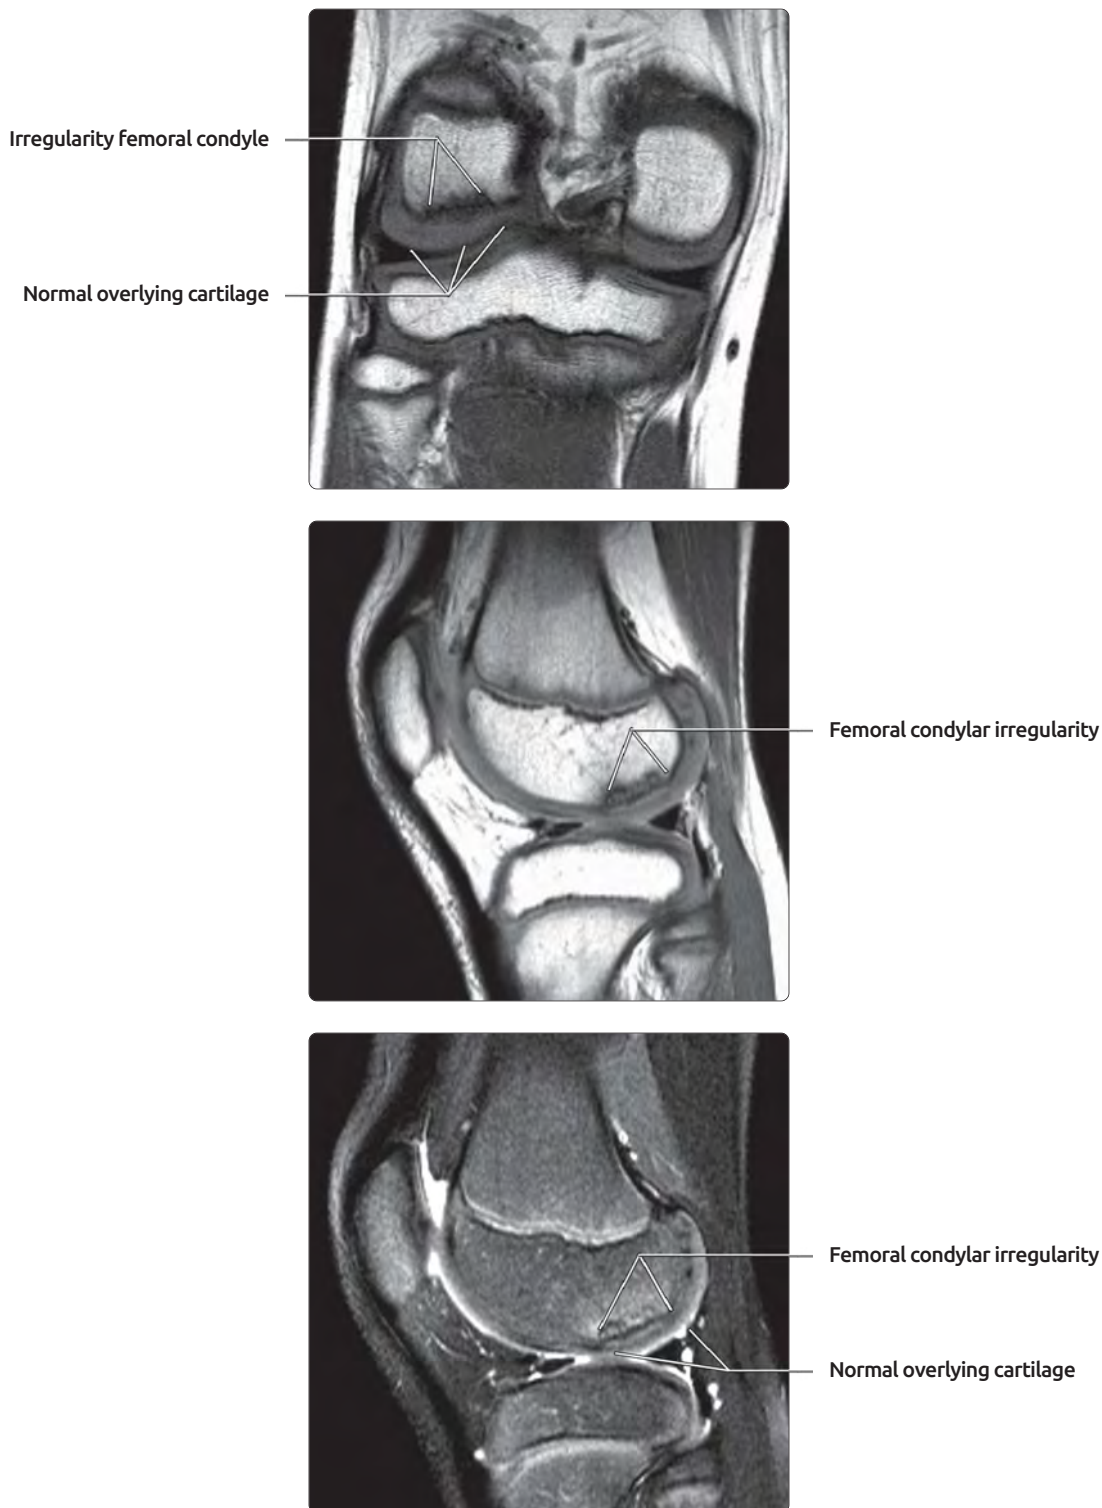 Irregularity femoral condyle
Normal overlying cartilage
Femoral condylar irregularity
Femoral condylar irregularity
Normal overlying cartilage